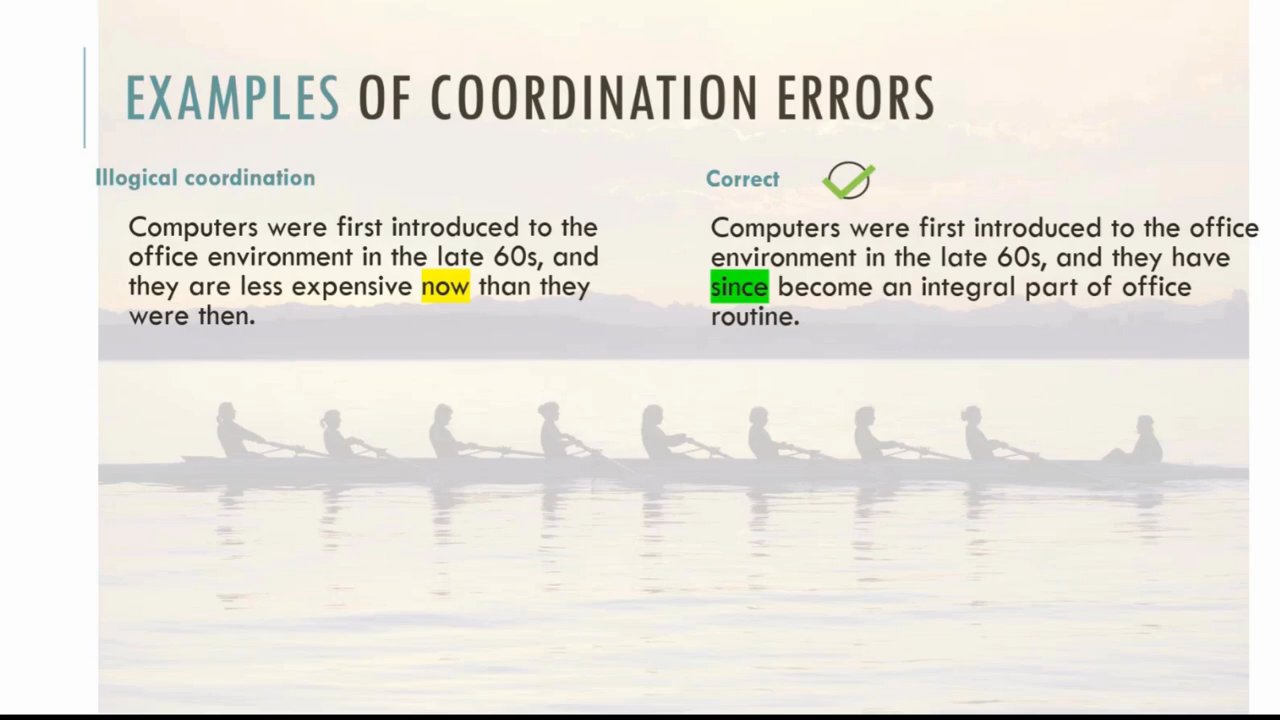 EXAMPLES OF COORDINATION ERRORS
Illogical coordination
Computers were first introduced to the
office environment in the late 60s, and
they are less expensive now than they
were then.
Correct
Computers were first introduced to the office
environment in the late 60s, and they have
since become an integral part of office
routine.